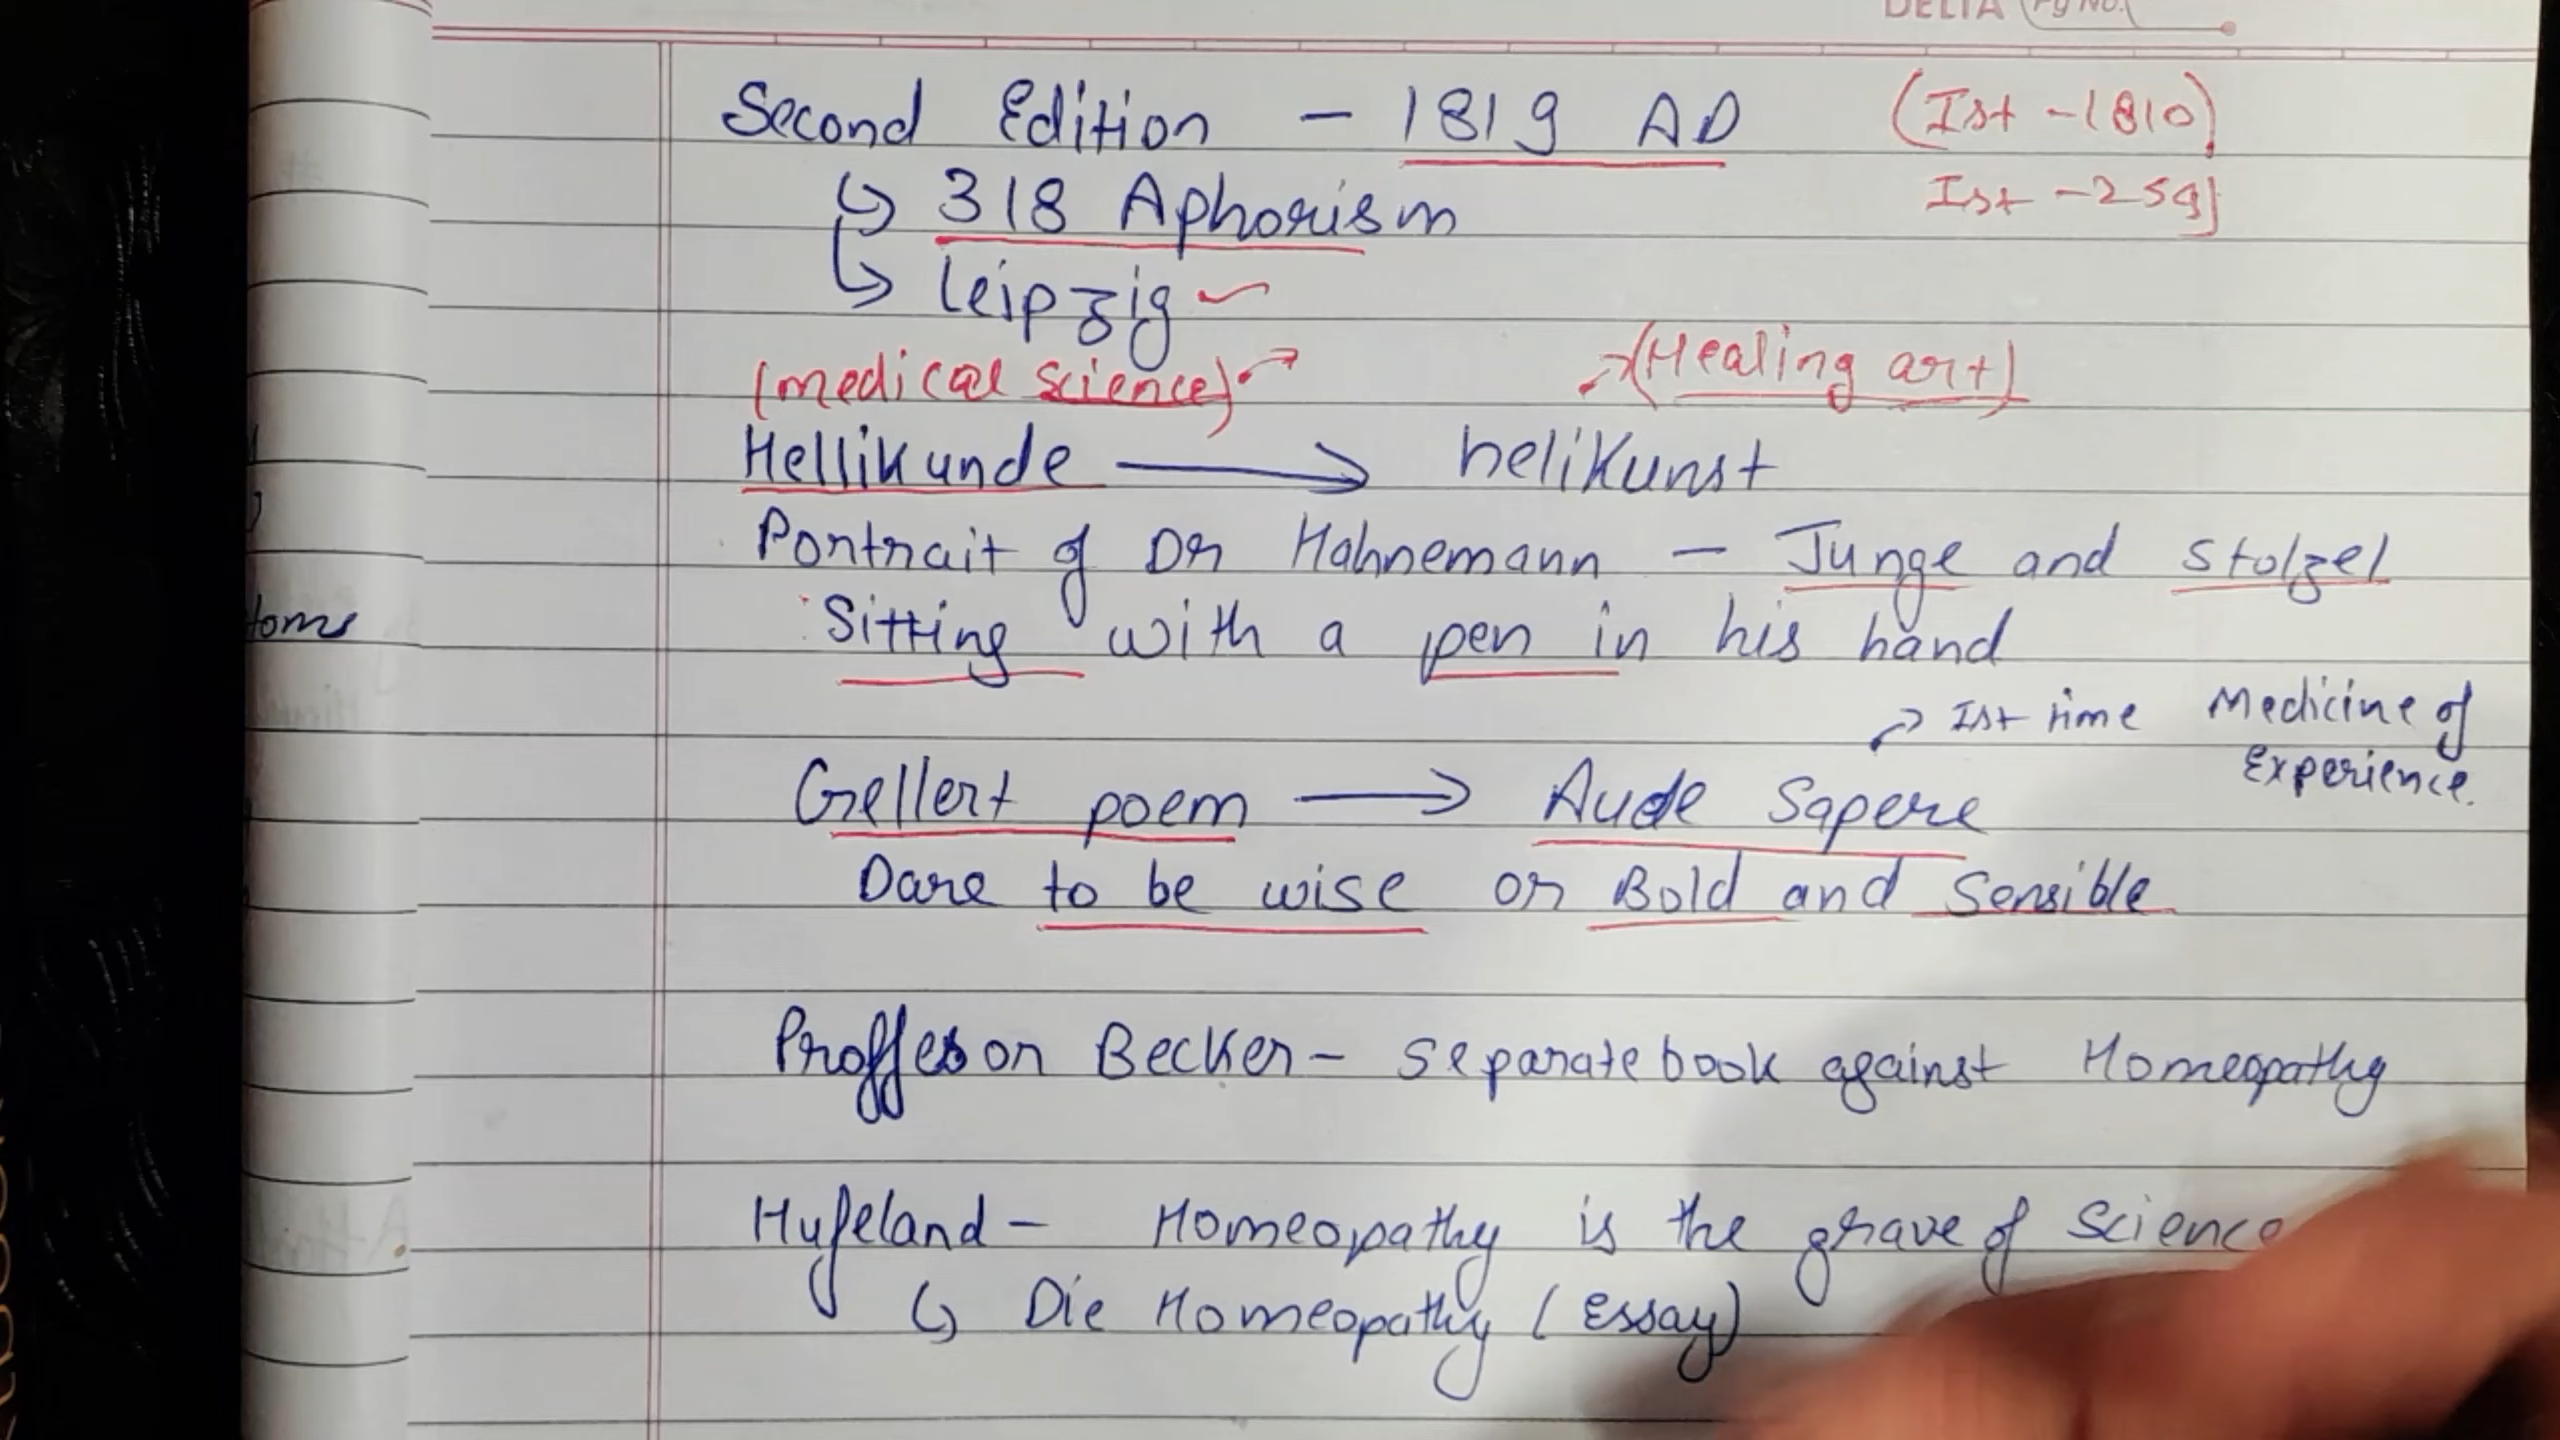 DELTA Pg No.
Second Edition - 1819 AD (Ist - 1810)
↳ 318 Aphorism Ist - 259]
↳ Leipzig
(medical science) (Healing art)
Hellikunde → helikunst
Portrait of Dr Hahnemann - Junge and Stolzel
Sitting with a pen in his hand
Ist time Medicine of
Experience.
Gellert poem → Aude Sapere
Dare to be wise or Bold and Sensible
Proffesor Becker - Separate book against Homeopathy
Hufeland - Homeopathy is the grave of Science
↳ Die Homeopathy (Essay)